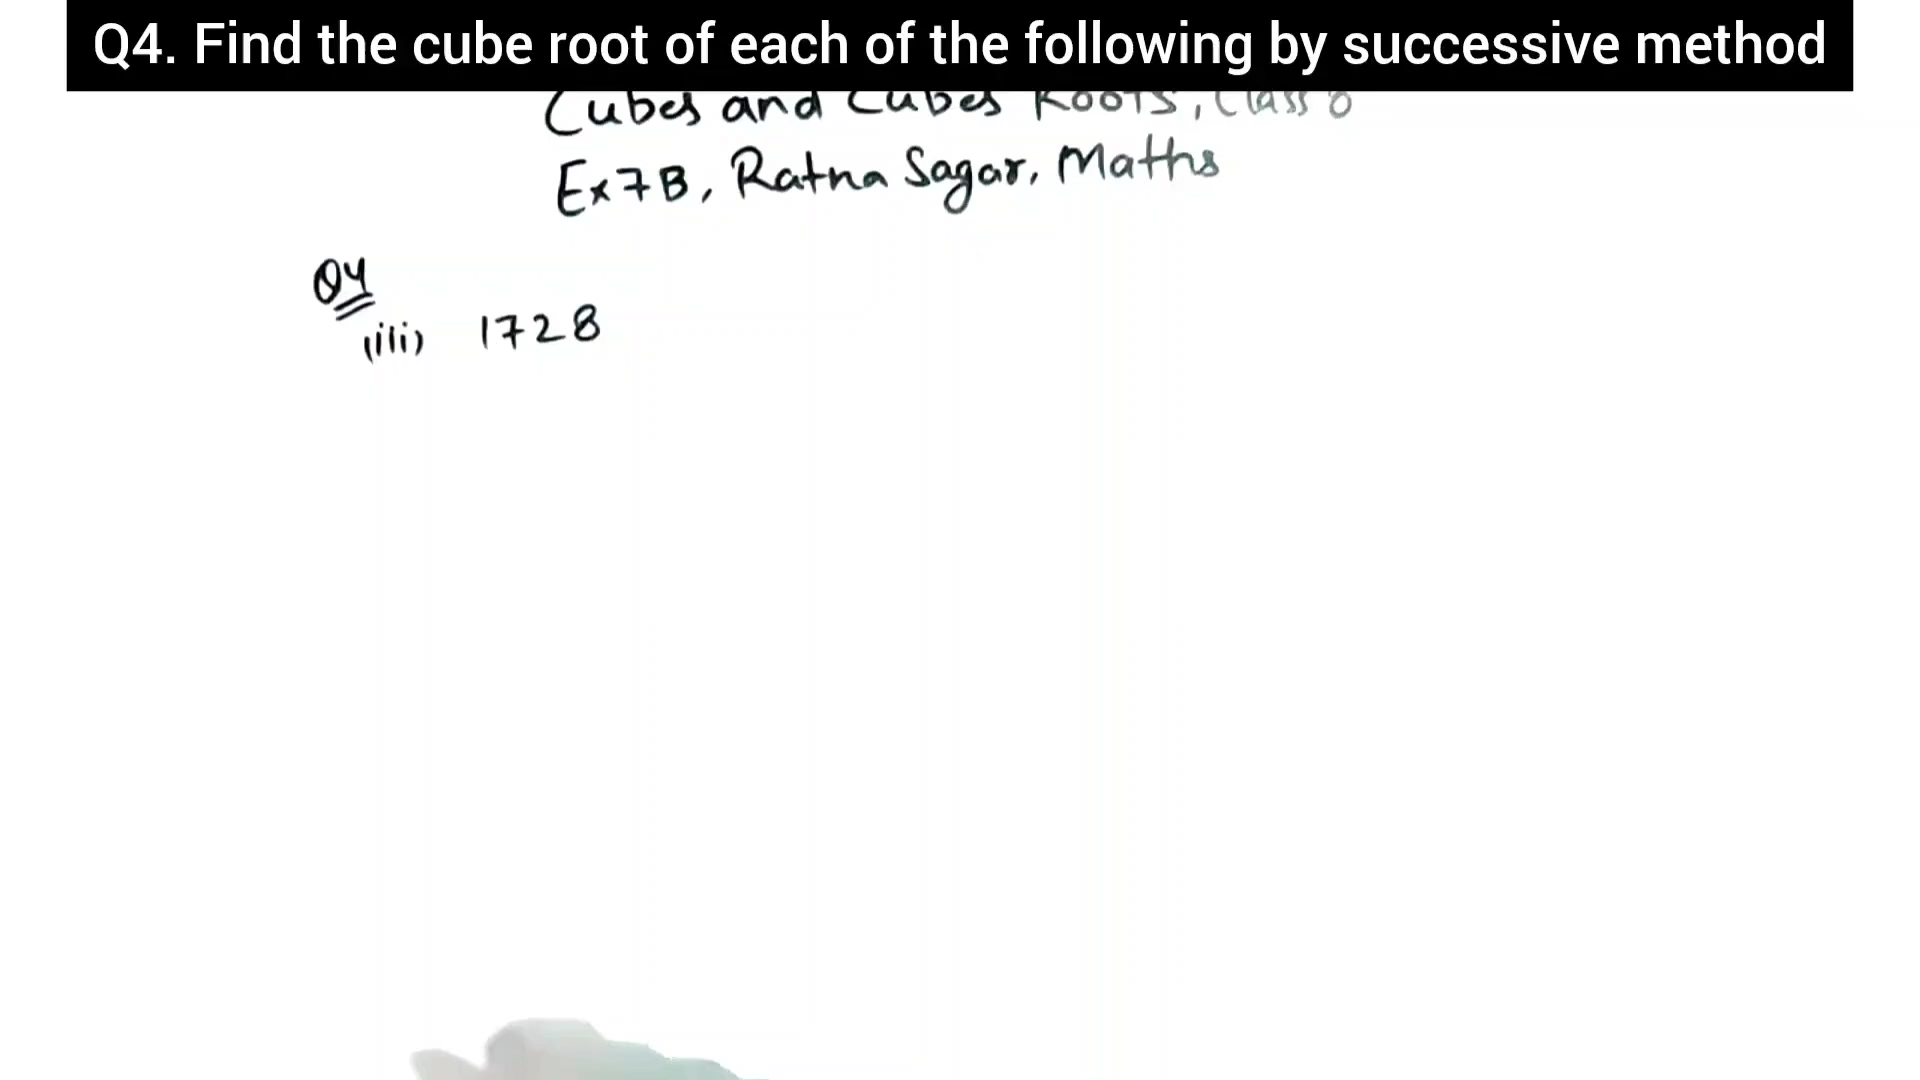 Q4. Find the cube root of each of the following by successive method
Cubes and Cubes Roots, Class 8
Ex 7B, Ratna Sagar, Maths
Q4
(iii) 1728